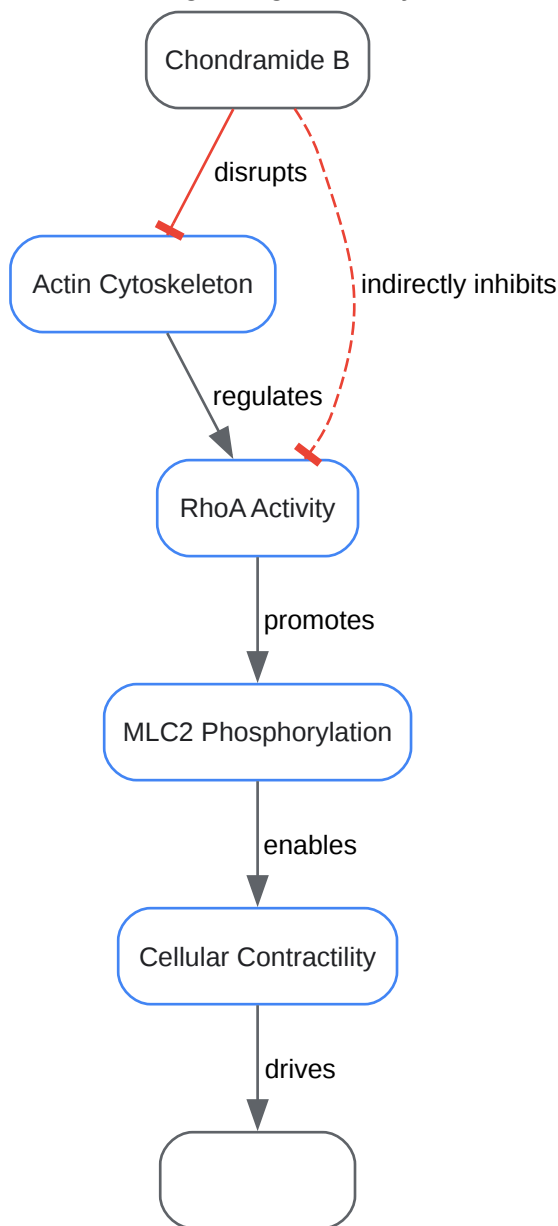 Chondramide B
disrupts
Actin Cytoskeleton
indirectly inhibits
regulates
RhoA Activity
promotes
MLC2 Phosphorylation
enables
Cellular Contractility
drives